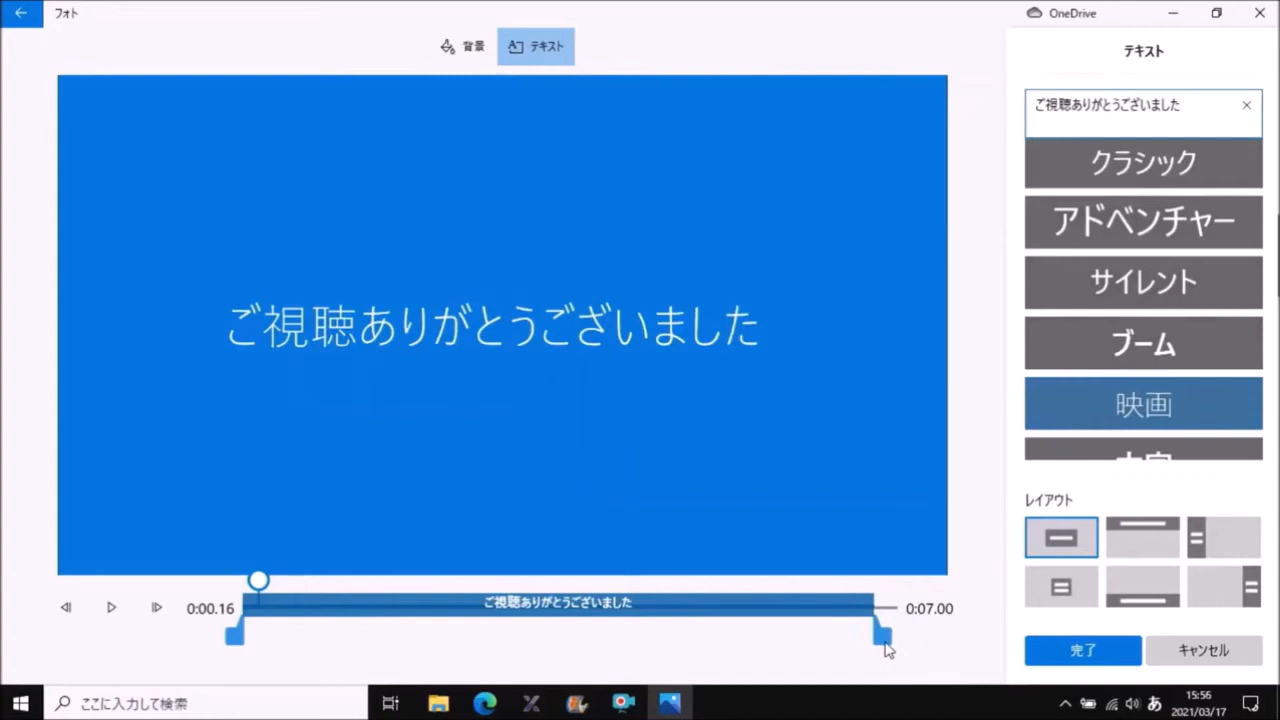 フォト
OneDrive
背景
テキスト
テキスト
ご視聴ありがとうございました
クラシック
アドベンチャー
サイレント
ブーム
映画
ご視聴ありがとうございました
レイアウト
0:00.16
ご視聴ありがとうございました
0:07.00
完了
キャンセル
ここに入力して検索
あ
15:56
2021/03/17